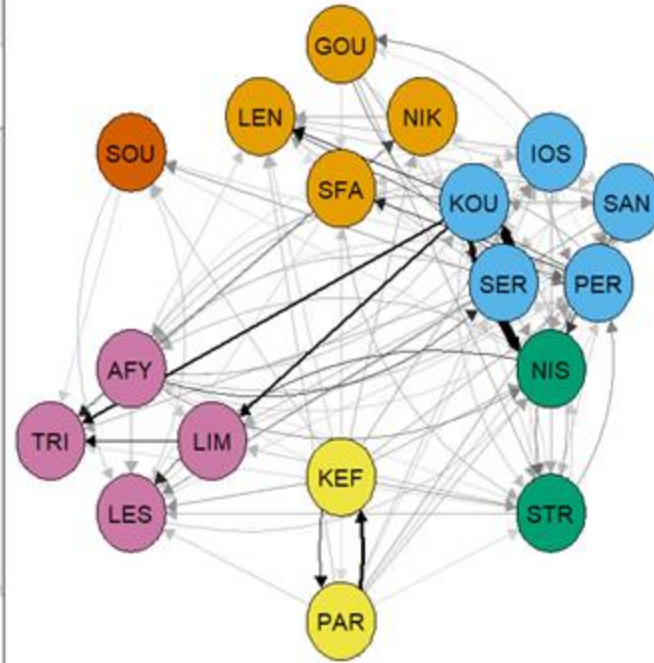 GOU
LEN
NIK
SOU
IOS
SFA
KOU
SAN
SER
PER
AFY
NIS
TRI
LIM
KEF
LES
STR
PAR